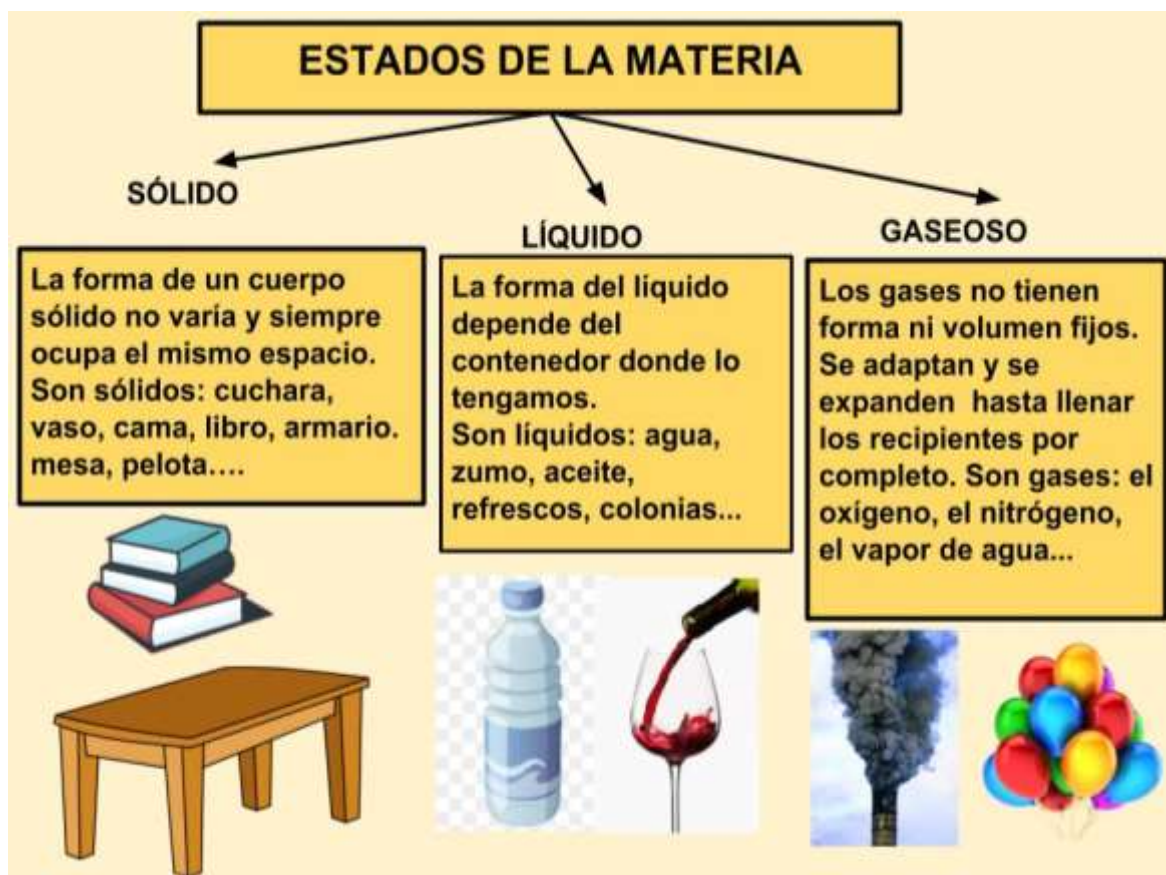 ESTADOS DE LA MATERIA
SÓLIDO
La forma de un cuerpo
sólido no varía y siempre
ocupa el mismo espacio.
Son sólidos: cuchara,
vaso, cama, libro, armario.
mesa, pelota….
LÍQUIDO
La forma del líquido
depende del
contenedor donde lo
tengamos.
Son líquidos: agua,
zumo, aceite,
refrescos, colonias...
GASEOSO
Los gases no tienen
forma ni volumen fijos.
Se adaptan y se
expanden hasta llenar
los recipientes por
completo. Son gases: el
oxígeno, el nitrógeno,
el vapor de agua...